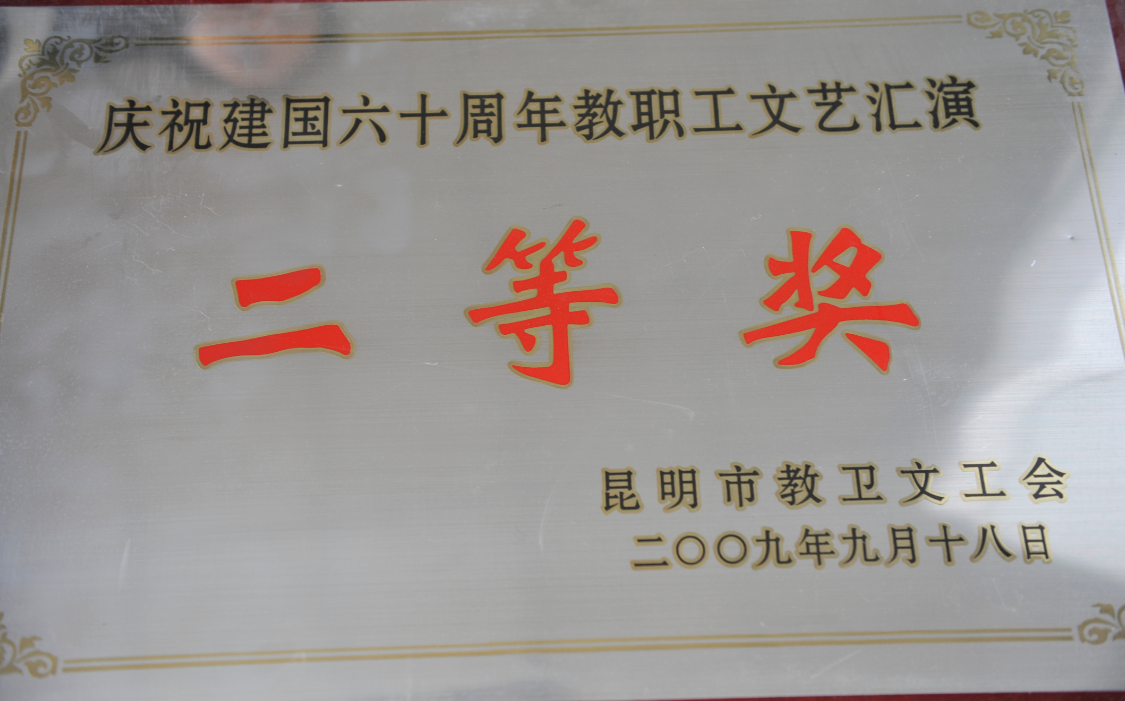 庆祝建国六十周年教职工文艺汇演
二等奖
昆明市教卫文工会
二〇〇九年九月十八日